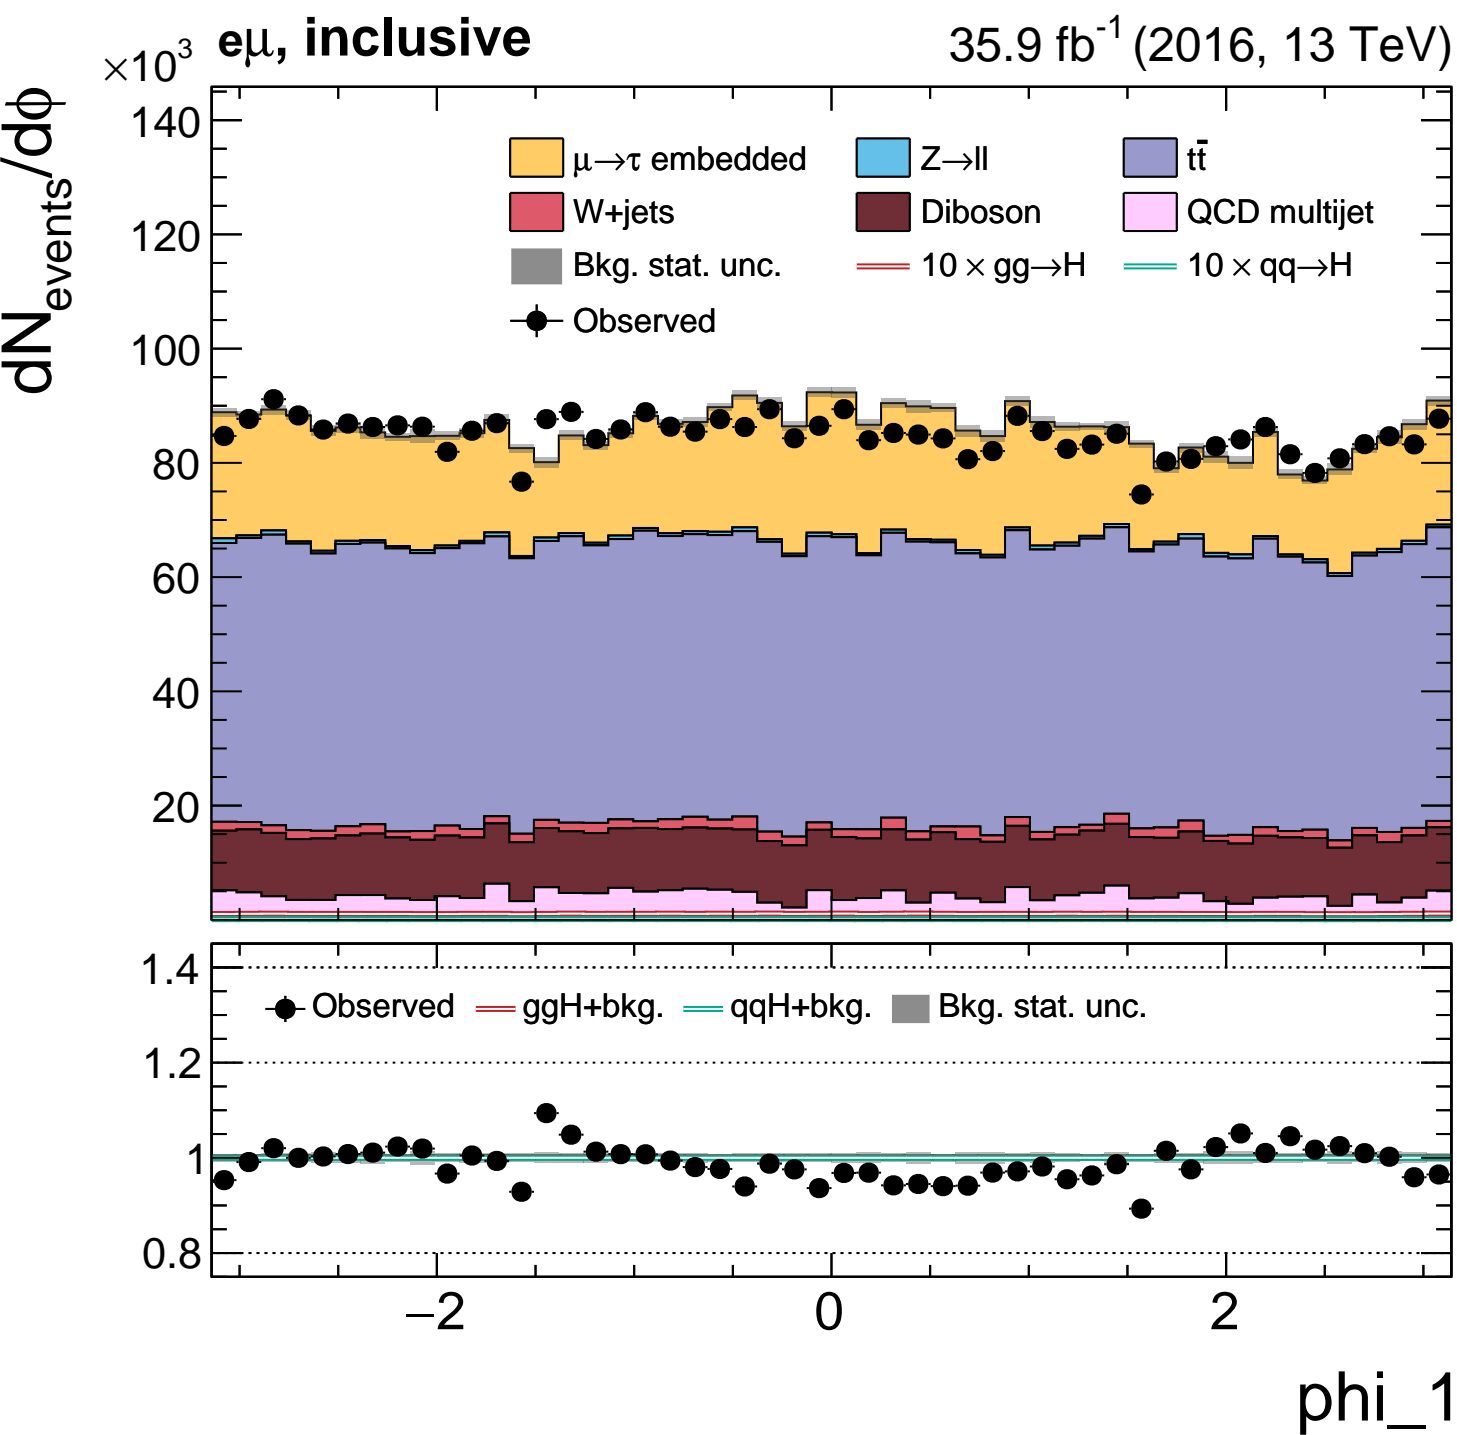 eμ, inclusive 35.9 fb⁻¹ (2016, 13 TeV)
×10³
dN_events/dϕ
140
120
100
80
60
40
20
μ→τ embedded Z→ll tt̄
W+jets Diboson QCD multijet
Bkg. stat. unc. 10 × gg→H 10 × qq→H
Observed
1.4
1.2
1
0.8
Observed ggH+bkg. qqH+bkg. Bkg. stat. unc.
−2 0 2
phi_1